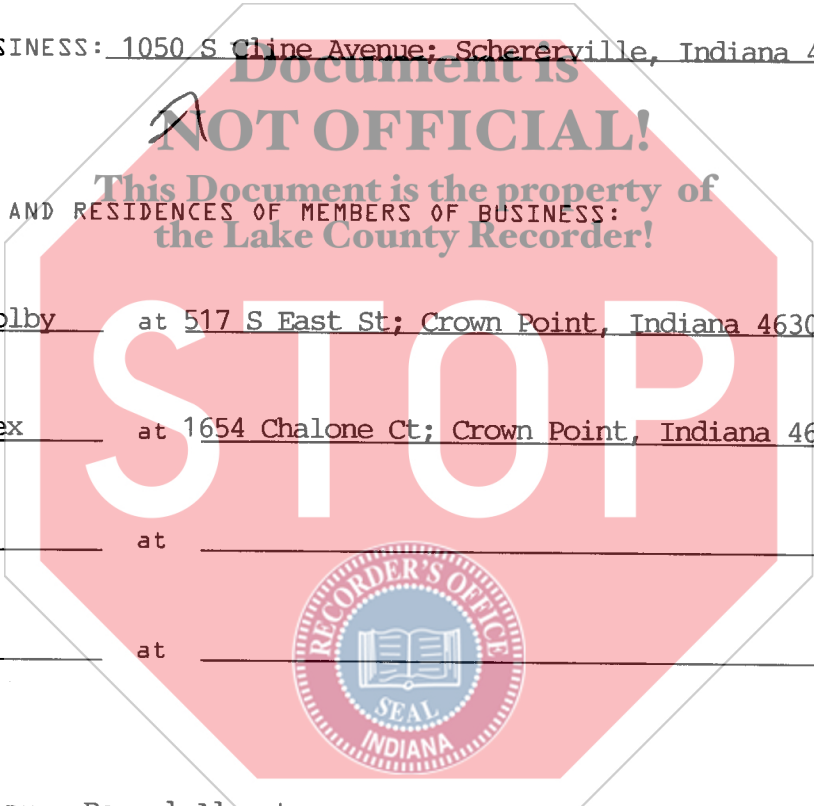 SINESS: 1050 S Cline Avenue; Schererville, Indiana 4
Document is
NOT OFFICIAL!
This Document is the property of
AND RESIDENCES OF MEMBERS OF BUSINESS:
the Lake County Recorder!
olby at 517 S East St; Crown Point, Indiana 4630
STOP
ex at 1654 Chalone Ct; Crown Point, Indiana 46
at
RECORDER'S OFFICE
at
SEAL
INDIANA